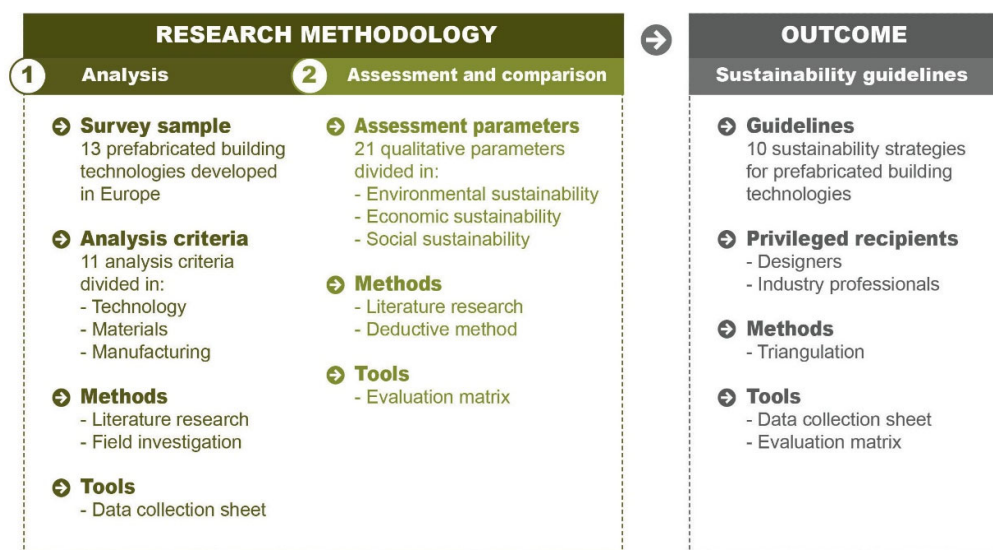 RESEARCH METHODOLOGY
1 Analysis
2 Assessment and comparison
Survey sample
13 prefabricated building
technologies developed
in Europe
Analysis criteria
11 analysis criteria
divided in:
- Technology
- Materials
- Manufacturing
Methods
- Literature research
- Field investigation
Tools
- Data collection sheet
Assessment parameters
21 qualitative parameters
divided in:
- Environmental sustainability
- Economic sustainability
- Social sustainability
Methods
- Literature research
- Deductive method
Tools
- Evaluation matrix
OUTCOME
Sustainability guidelines
Guidelines
10 sustainability strategies
for prefabricated building
technologies
Privileged recipients
- Designers
- Industry professionals
Methods
- Triangulation
Tools
- Data collection sheet
- Evaluation matrix